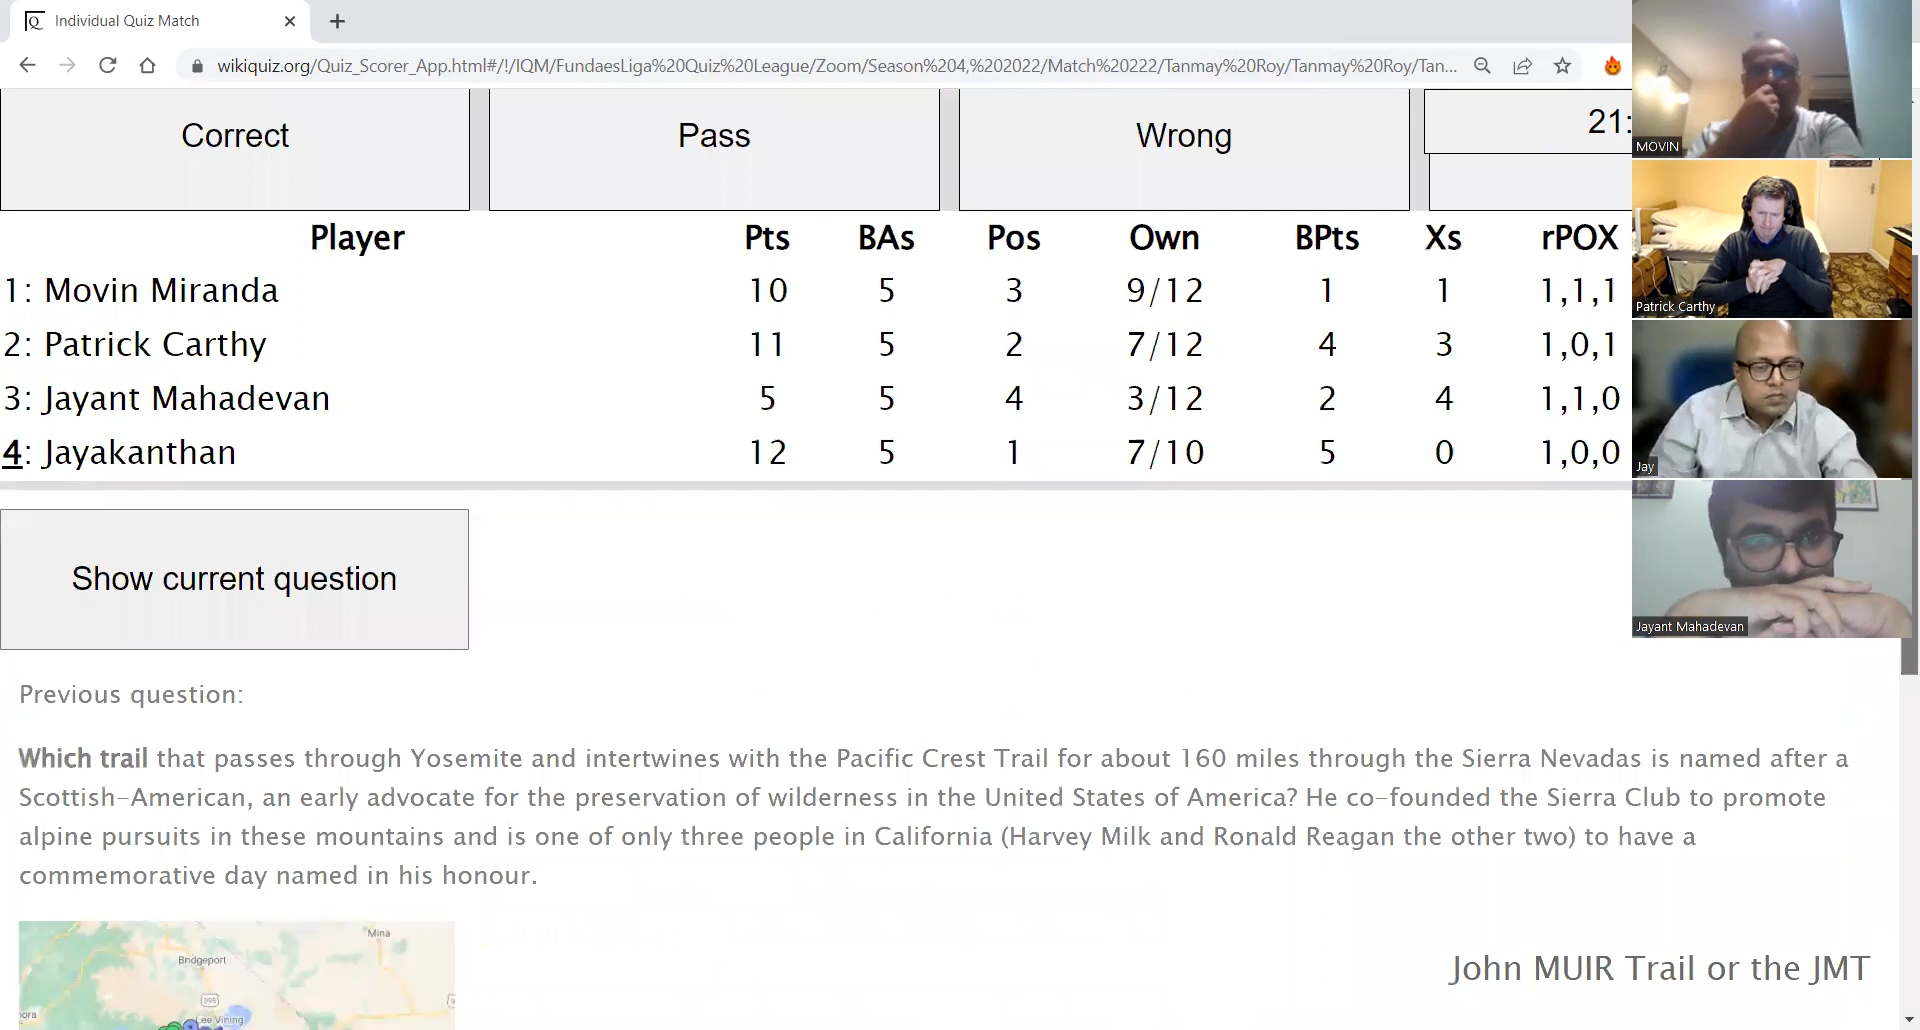 Individual Quiz Match
wikiquiz.org/Quiz_Scorer_App.html#/!/IQM/FundaesLiga%20Quiz%20League/Zoom/Season%204,%202022/Match%20222/Tanmay%20Roy/Tanmay%20Roy/Tan...
Correct
Pass
Wrong
21:
Player Pts BAs Pos Own BPts Xs rPOX
1: Movin Miranda 10 5 3 9/12 1 1 1,1,1
2: Patrick Carthy 11 5 2 7/12 4 3 1,0,1
3: Jayant Mahadevan 5 5 4 3/12 2 4 1,1,0
4: Jayakanthan 12 5 1 7/10 5 0 1,0,0
MOVIN
Patrick Carthy
Jay
Jayant Mahadevan
Show current question
Previous question:
Which trail that passes through Yosemite and intertwines with the Pacific Crest Trail for about 160 miles through the Sierra Nevadas is named after a
Scottish-American, an early advocate for the preservation of wilderness in the United States of America? He co-founded the Sierra Club to promote
alpine pursuits in these mountains and is one of only three people in California (Harvey Milk and Ronald Reagan the other two) to have a
commemorative day named in his honour.
Mina
Bridgeport
395
Lee Vining
ora
John MUIR Trail or the JMT